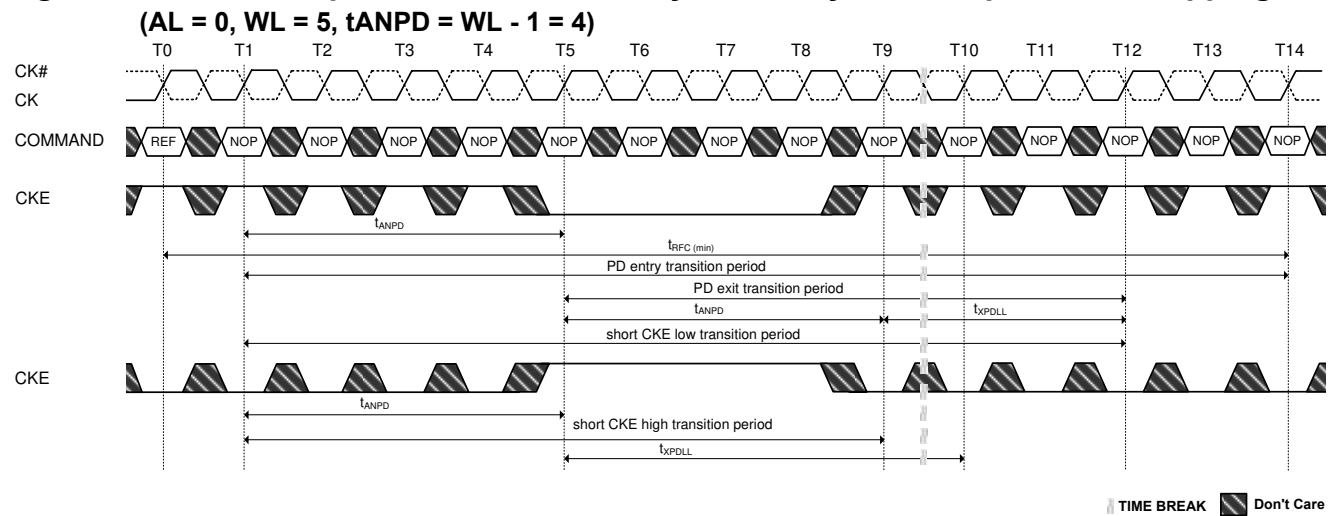 (AL = 0, WL = 5, tANPD = WL - 1 = 4)
T0 T1 T2 T3 T4 T5 T6 T7 T8 T9 T10 T11 T12 T13 T14
CK#
CK
COMMAND REF NOP NOP NOP NOP NOP NOP NOP NOP NOP NOP NOP NOP NOP NOP
CKE
tANPD
tRFC (min)
PD entry transition period
PD exit transition period
tANPD tXPDLL
short CKE low transition period
CKE
tANPD
short CKE high transition period
tXPDLL
TIME BREAK Don't Care